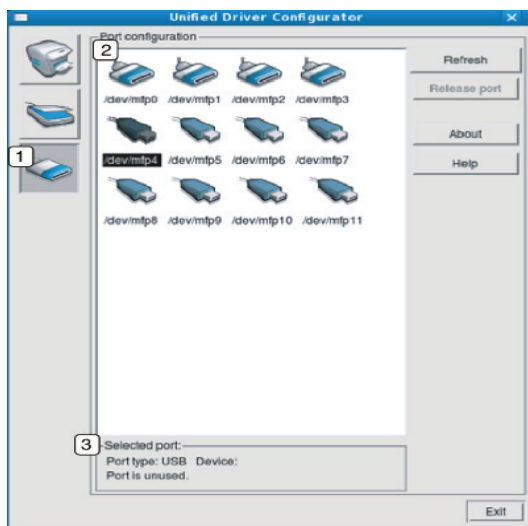 Unified Driver Configurator
Port configuration
2
Refresh
Release port
About
Help
1
/dev/mfp0 /dev/mfp1 /dev/mfp2 /dev/mfp3
/dev/mfp4 /dev/mfp5 /dev/mfp6 /dev/mfp7
/dev/mfp8 /dev/mfp9 /dev/mfp10 /dev/mfp11
3
Selected port:
Port type: USB Device:
Port is unused.
Exit